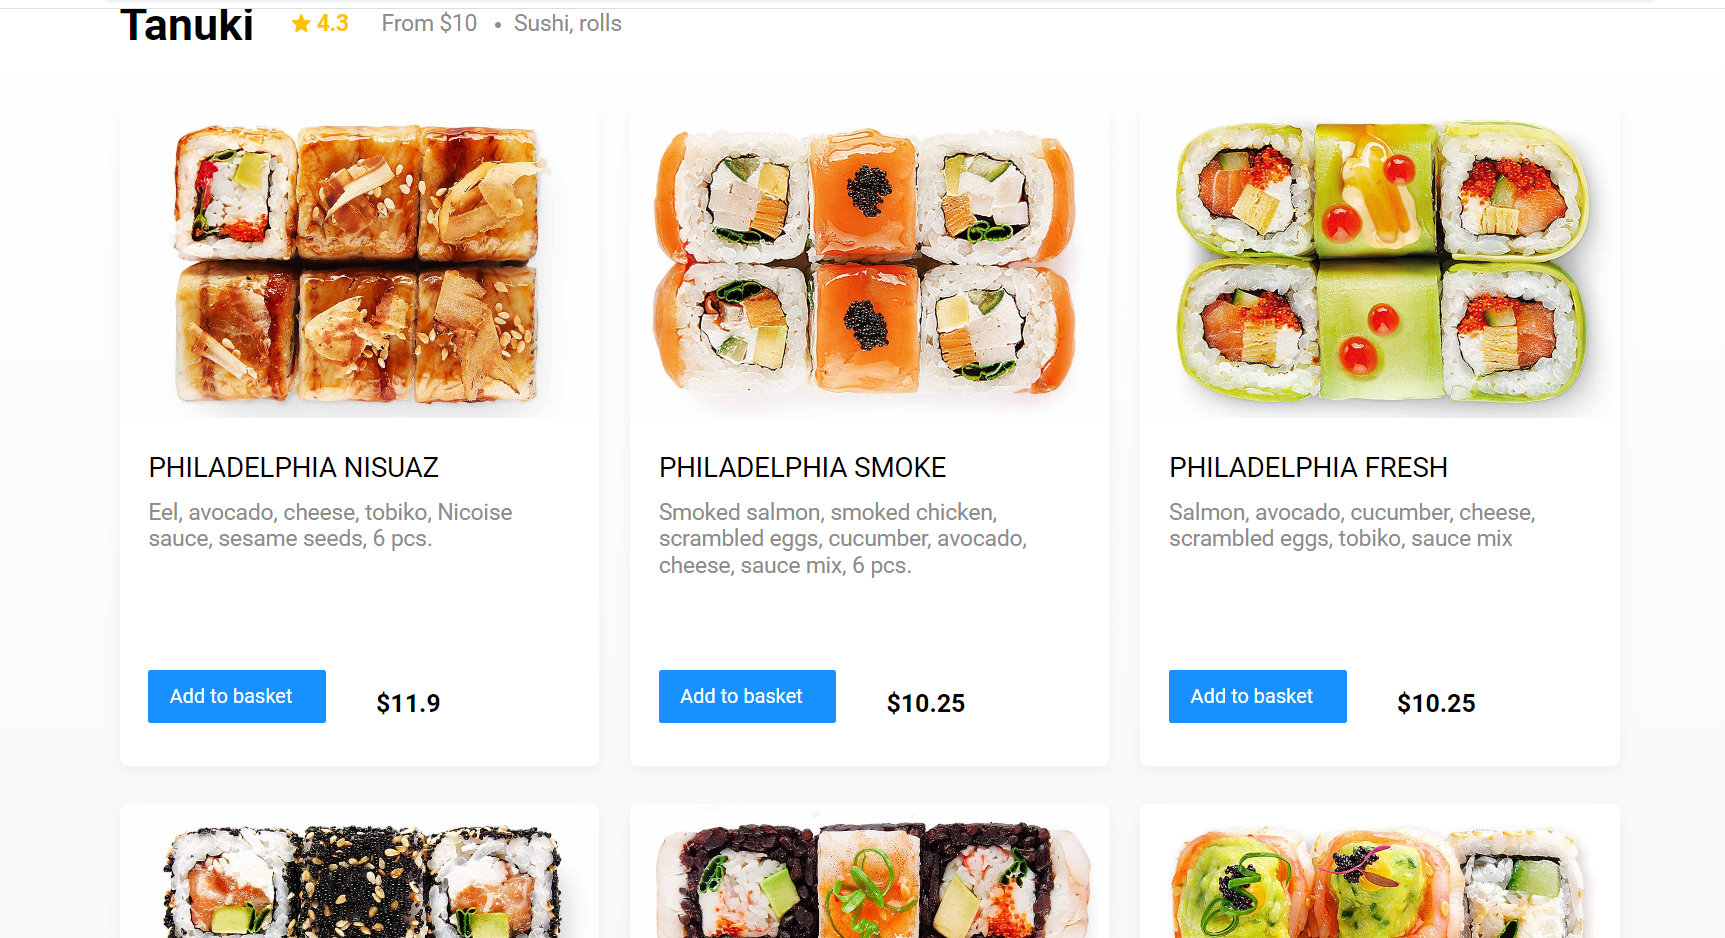 Tanuki
4.3
From $10 • Sushi, rolls
PHILADELPHIA NISUAZ
Eel, avocado, cheese, tobiko, Nicoise
sauce, sesame seeds, 6 pcs.
Add to basket
$11.9
PHILADELPHIA SMOKE
Smoked salmon, smoked chicken,
scrambled eggs, cucumber, avocado,
cheese, sauce mix, 6 pcs.
Add to basket
$10.25
PHILADELPHIA FRESH
Salmon, avocado, cucumber, cheese,
scrambled eggs, tobiko, sauce mix
Add to basket
$10.25